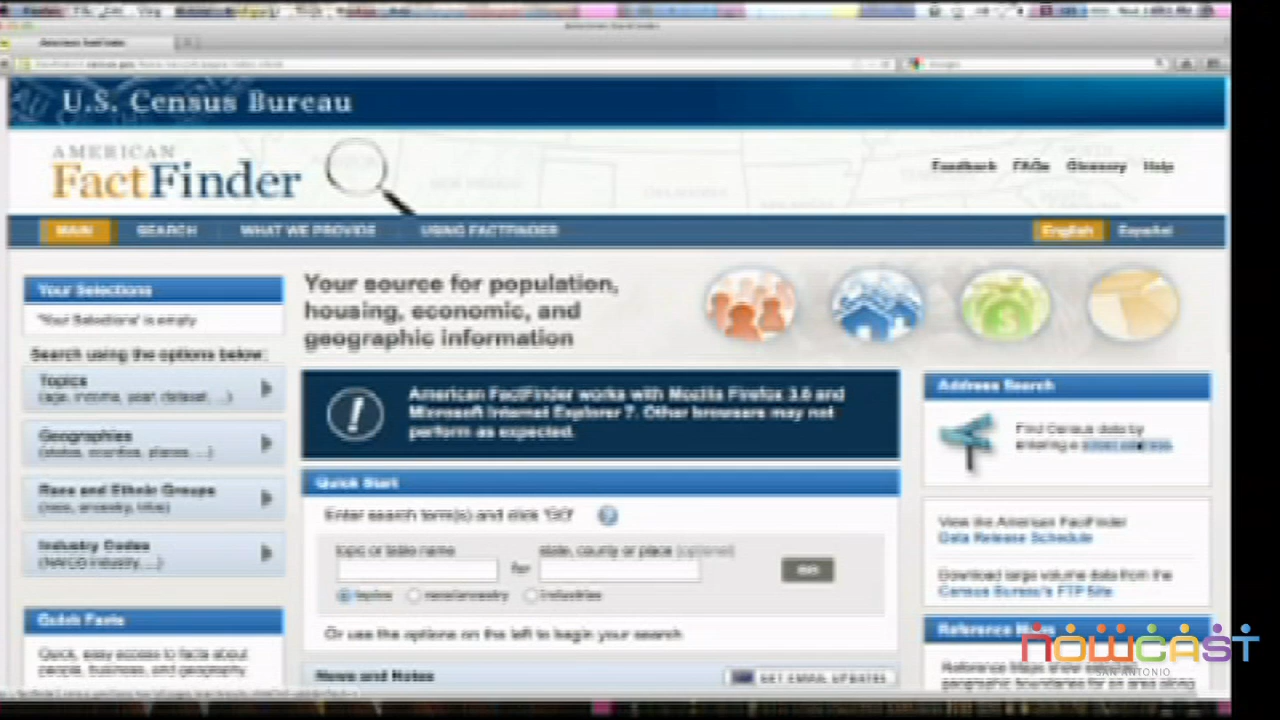 U.S. Census Bureau
AMERICAN
FactFinder
Feedback FAQs Glossary Help
MAIN SEARCH WHAT WE PROVIDE USING FACTFINDER
English Español
Your Selections
'Your Selections' is empty
Search using the options below:
Topics
(age, income, year, dataset, ...)
Geographies
(states, counties, places, ...)
Race and Ethnic Groups
(race, ancestry, tribe)
Industry Codes
(NAICS industry, ...)
Quick Facts
Quick, easy access to facts about
people, business, and geography
Your source for population,
housing, economic, and
geographic information
American FactFinder works with Mozilla Firefox 3.6 and
Microsoft Internet Explorer 7. Other browsers may not
perform as expected.
Quick Start
Enter search term(s) and click 'GO'
topic or table name
state, county or place (optional)
for
GO
topics race/ancestry industries
Or use the options on the left to begin your search
News and Notes
GET EMAIL UPDATES
Address Search
Find Census data by
entering a street address
View the American FactFinder
Data Release Schedule
Download large volume data from the
Census Bureau's FTP Site
Reference Maps
Reference Maps
geographic boundaries for an area along
NOWCAST
SAN ANTONIO